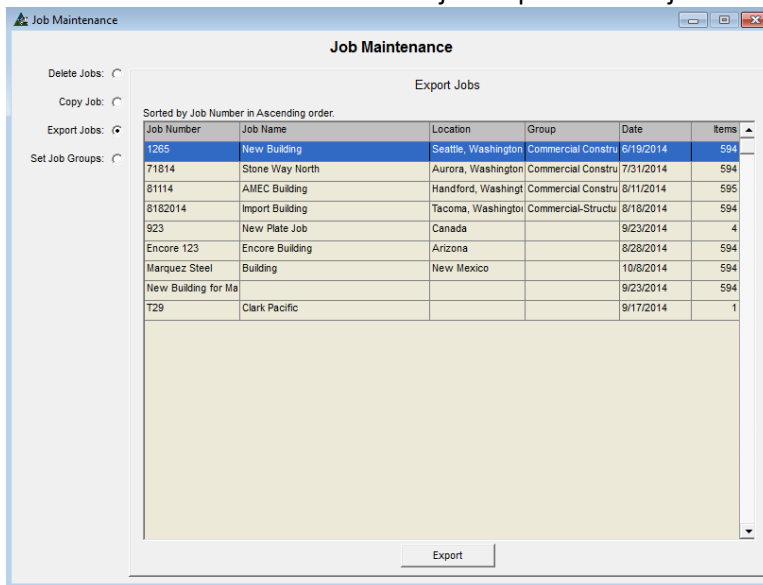 Job Maintenance
Job Maintenance
Delete Jobs:
Copy Job:
Export Jobs:
Set Job Groups:
Export Jobs
Sorted by Job Number in Ascending order.
Job Number Job Name Location Group Date Items
1265 New Building Seattle, Washington Commercial Constru 6/19/2014 594
71814 Stone Way North Aurora, Washington Commercial Constru 7/31/2014 594
81114 AMEC Building Handford, Washingt Commercial Constru 8/11/2014 595
8182014 Import Building Tacoma, Washington Commercial-Structu 8/18/2014 594
923 New Plate Job Canada 9/23/2014 4
Encore 123 Encore Building Arizona 8/28/2014 594
Marquez Steel Building New Mexico 10/8/2014 594
New Building for Ma 9/23/2014 594
T29 Clark Pacific 9/17/2014 1
Export